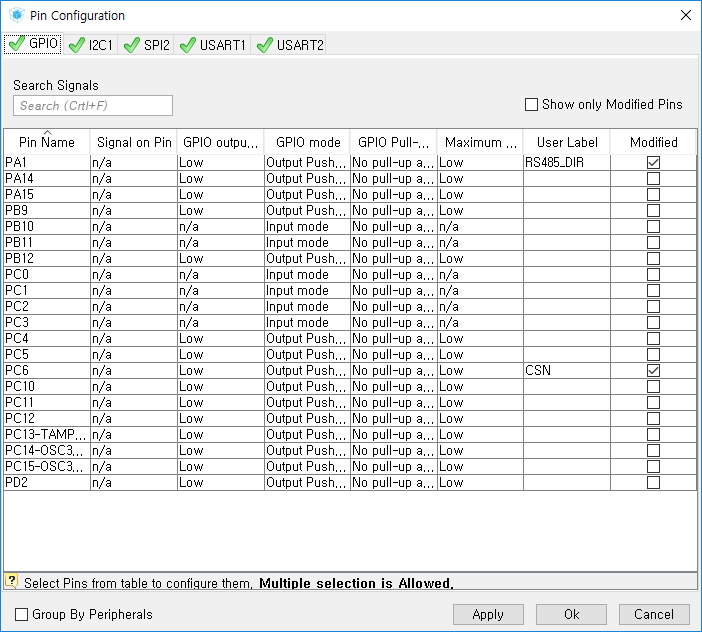 Pin Configuration
GPIO I2C1 SPI2 USART1 USART2
Search Signals
Search (Crtl+F)
Show only Modified Pins
Pin Name Signal on Pin GPIO outpu... GPIO mode GPIO Pull-... Maximum ... User Label Modified
PA1 n/a Low Output Push... No pull-up a... Low RS485_DIR
PA14 n/a Low Output Push... No pull-up a... Low
PA15 n/a Low Output Push... No pull-up a... Low
PB9 n/a Low Output Push... No pull-up a... Low
PB10 n/a n/a Input mode No pull-up a... n/a
PB11 n/a n/a Input mode No pull-up a... n/a
PB12 n/a Low Output Push... No pull-up a... Low
PC0 n/a n/a Input mode No pull-up a... n/a
PC1 n/a n/a Input mode No pull-up a... n/a
PC2 n/a n/a Input mode No pull-up a... n/a
PC3 n/a n/a Input mode No pull-up a... n/a
PC4 n/a Low Output Push... No pull-up a... Low
PC5 n/a Low Output Push... No pull-up a... Low
PC6 n/a Low Output Push... No pull-up a... Low CSN
PC10 n/a Low Output Push... No pull-up a... Low
PC11 n/a Low Output Push... No pull-up a... Low
PC12 n/a Low Output Push... No pull-up a... Low
PC13-TAMP... n/a Low Output Push... No pull-up a... Low
PC14-OSC3... n/a Low Output Push... No pull-up a... Low
PC15-OSC3... n/a Low Output Push... No pull-up a... Low
PD2 n/a Low Output Push... No pull-up a... Low
? Select Pins from table to configure them. Multiple selection is Allowed.
Group By Peripherals
Apply Ok Cancel